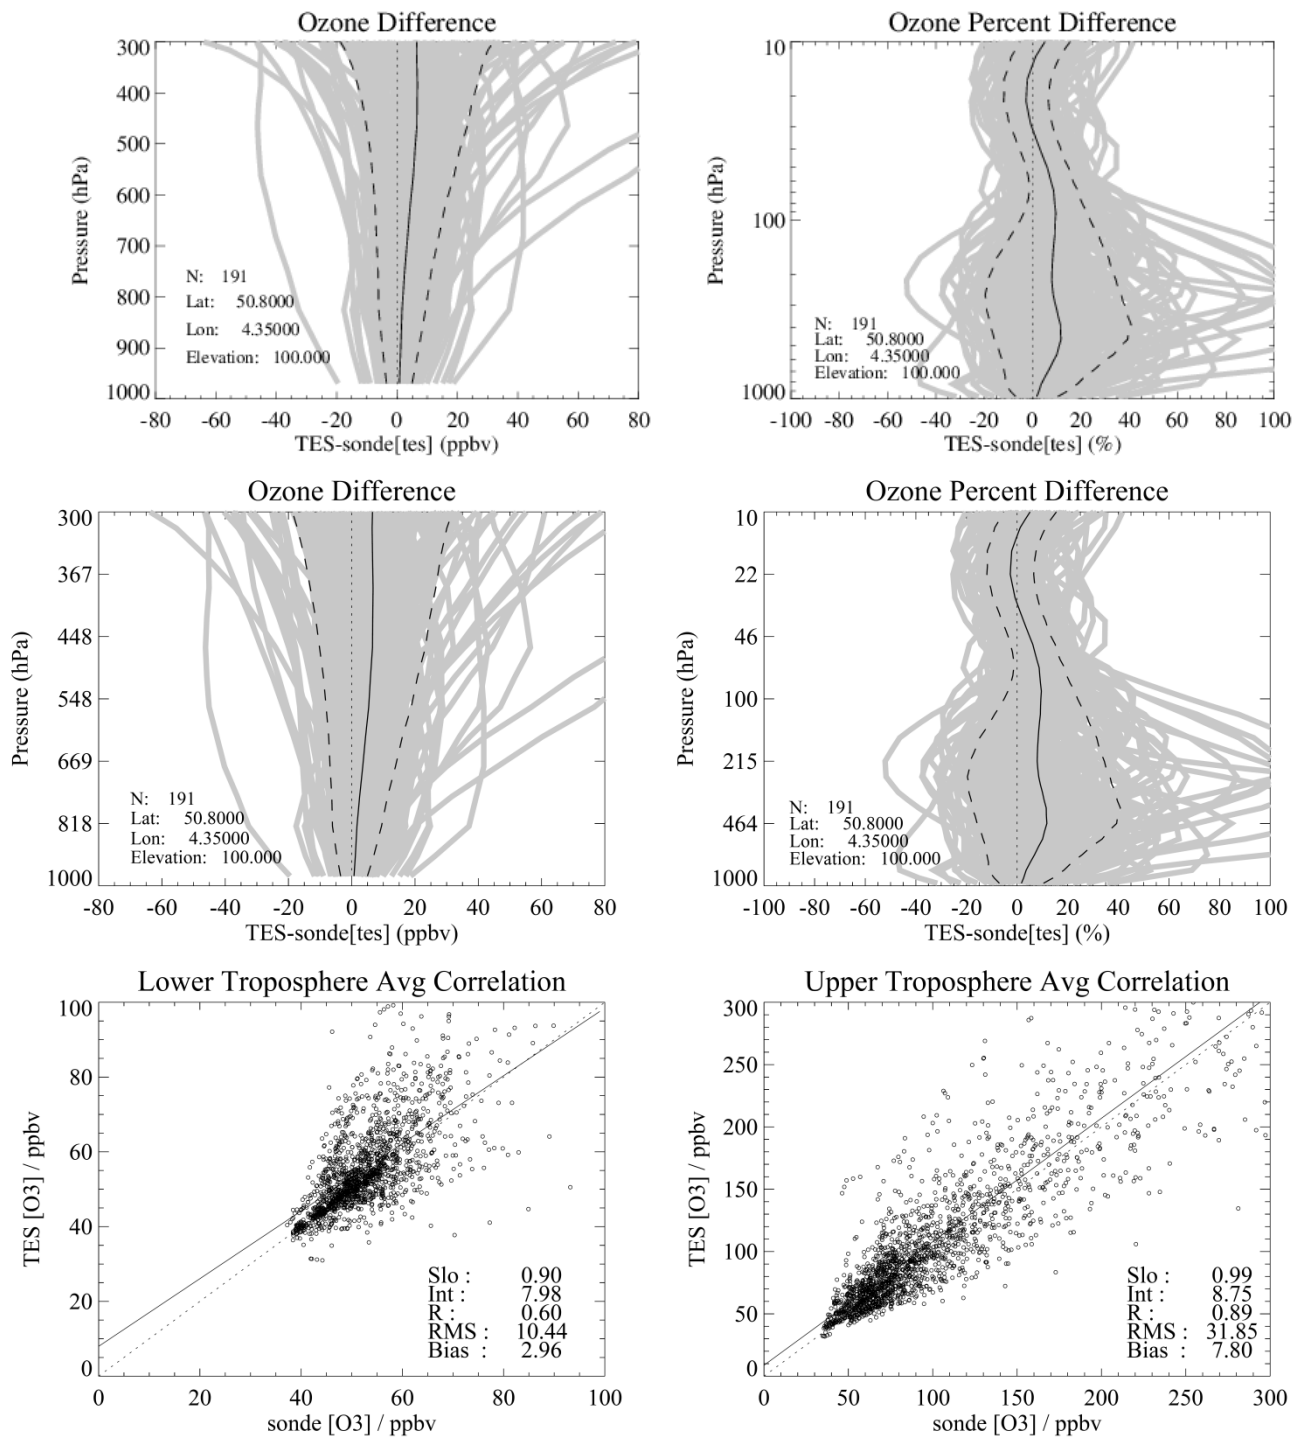 Ozone Difference
300
400
500
600
700
800
900
1000
Pressure (hPa)
N: 191
Lat: 50.8000
Lon: 4.35000
Elevation: 100.000
-80 -60 -40 -20 0 20 40 60 80
TES-sonde[tes] (ppbv)
Ozone Percent Difference
10
100
1000
Pressure (hPa)
N: 191
Lat: 50.8000
Lon: 4.35000
Elevation: 100.000
-100 -80 -60 -40 -20 0 20 40 60 80 100
TES-sonde[tes] (%)
Ozone Difference
300
367
448
548
669
818
1000
Pressure (hPa)
N: 191
Lat: 50.8000
Lon: 4.35000
Elevation: 100.000
-80 -60 -40 -20 0 20 40 60 80
TES-sonde[tes] (ppbv)
Ozone Percent Difference
10
22
46
100
215
464
1000
Pressure (hPa)
N: 191
Lat: 50.8000
Lon: 4.35000
Elevation: 100.000
-100 -80 -60 -40 -20 0 20 40 60 80 100
TES-sonde[tes] (%)
Lower Troposphere Avg Correlation
100
80
60
40
20
0
TES [O3] / ppbv
Slo : 0.90
Int : 7.98
R : 0.60
RMS : 10.44
Bias : 2.96
0 20 40 60 80 100
sonde [O3] / ppbv
Upper Troposphere Avg Correlation
300
250
200
150
100
50
0
TES [O3] / ppbv
Slo : 0.99
Int : 8.75
R : 0.89
RMS : 31.85
Bias : 7.80
0 50 100 150 200 250 300
sonde [O3] / ppbv